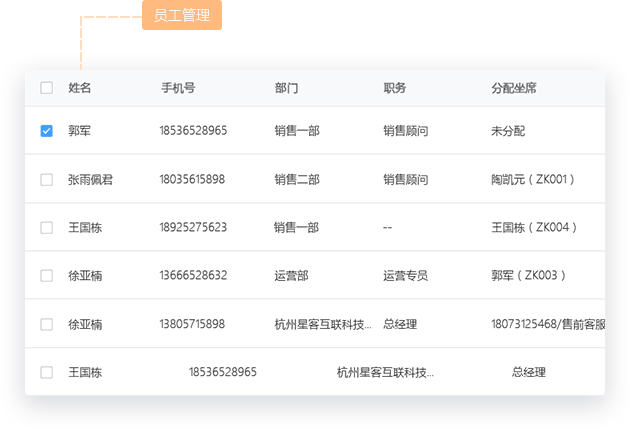 员工管理
姓名 手机号 部门 职务 分配坐席
郭军 18536528965 销售一部 销售顾问 未分配
张雨佩君 18035615898 销售二部 销售顾问 陶凯元（ZK001）
王国栋 18925275623 销售一部 -- 王国栋（ZK004）
徐亚楠 13666528632 运营部 运营专员 郭军（ZK003）
徐亚楠 13805715898 杭州星客互联科技... 总经理 18073125468/售前客服
王国栋 18536528965 杭州星客互联科技... 总经理